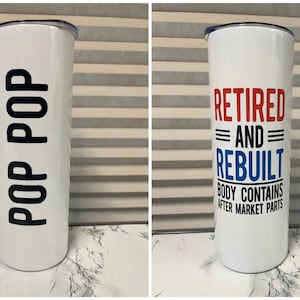 POP POP
RETIRED
AND
REBUILT
BODY CONTAINS
AFTER MARKET PARTS